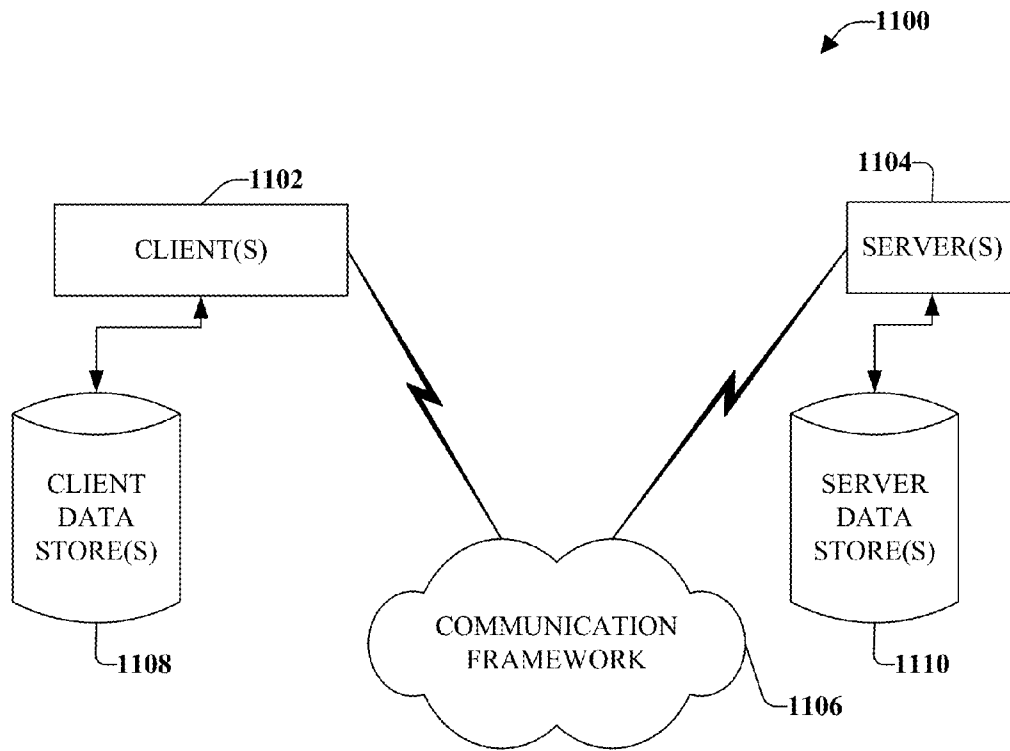 1100
1102
1104
CLIENT(S)
SERVER(S)
CLIENT
DATA
STORE(S)
SERVER
DATA
STORE(S)
COMMUNICATION
FRAMEWORK
1108
1110
1106